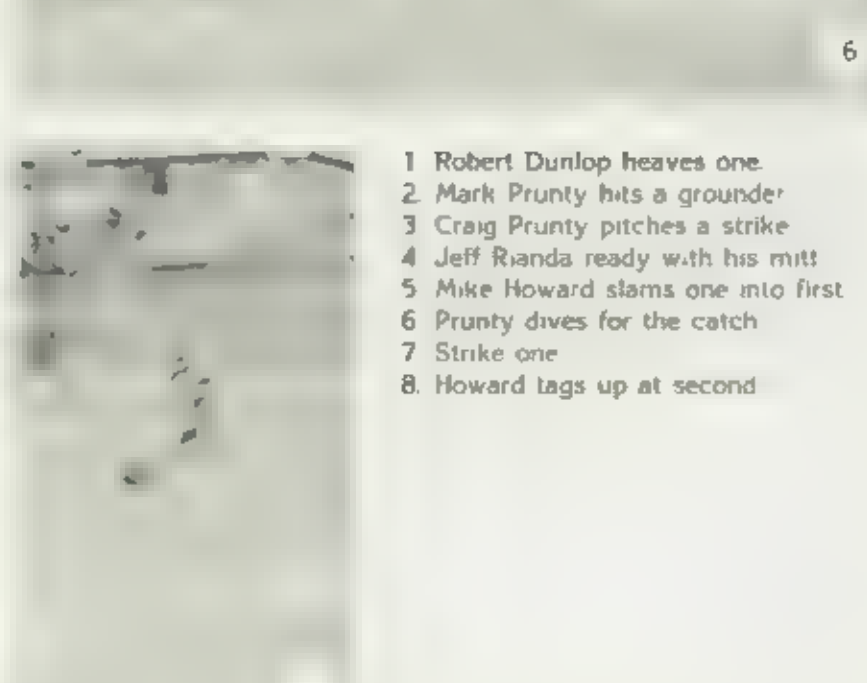 6
1 Robert Dunlop heaves one.
2. Mark Prunty hits a grounder
3 Craig Prunty pitches a strike
4 Jeff Rianda ready with his mitt
5 Mike Howard slams one into first
6 Prunty dives for the catch
7 Strike one
8. Howard tags up at second